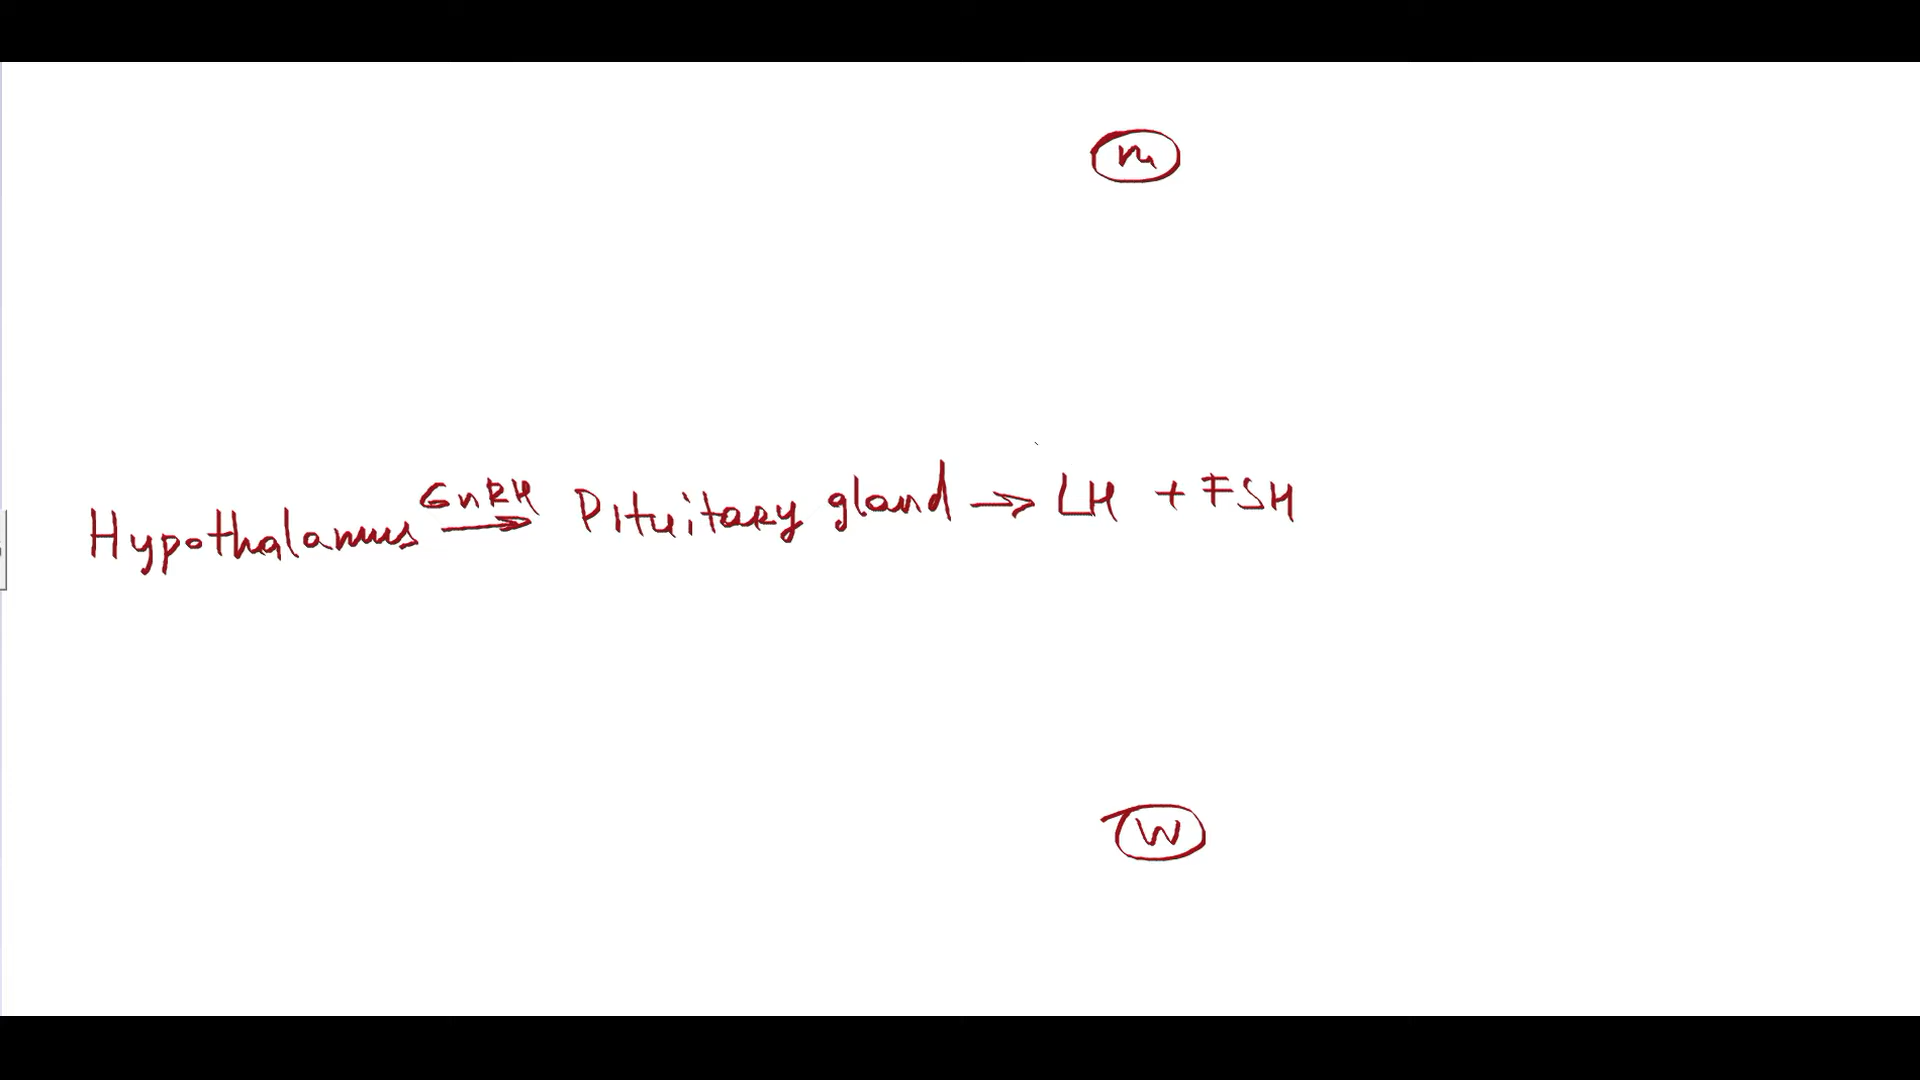 m
Hypothalamus GnRH → Pituitary gland → LH + FSH
W